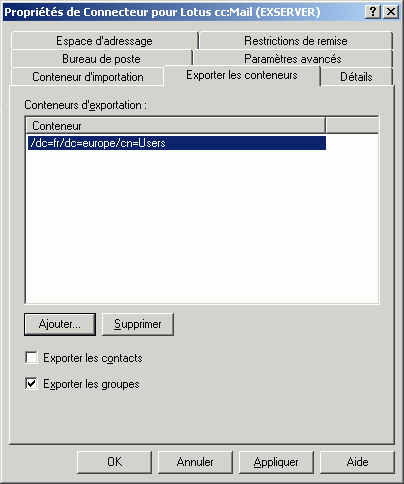 Propriétés de Connecteur pour Lotus cc:Mail (EXSERVER)
Espace d'adressage
Restrictions de remise
Bureau de poste
Paramètres avancés
Conteneur d'importation
Exporter les conteneurs
Détails
Conteneurs d'exportation :
Conteneur
/dc=fr/dc=europe/cn=Users
Ajouter...
Supprimer
Exporter les contacts
Exporter les groupes
OK
Annuler
Appliquer
Aide